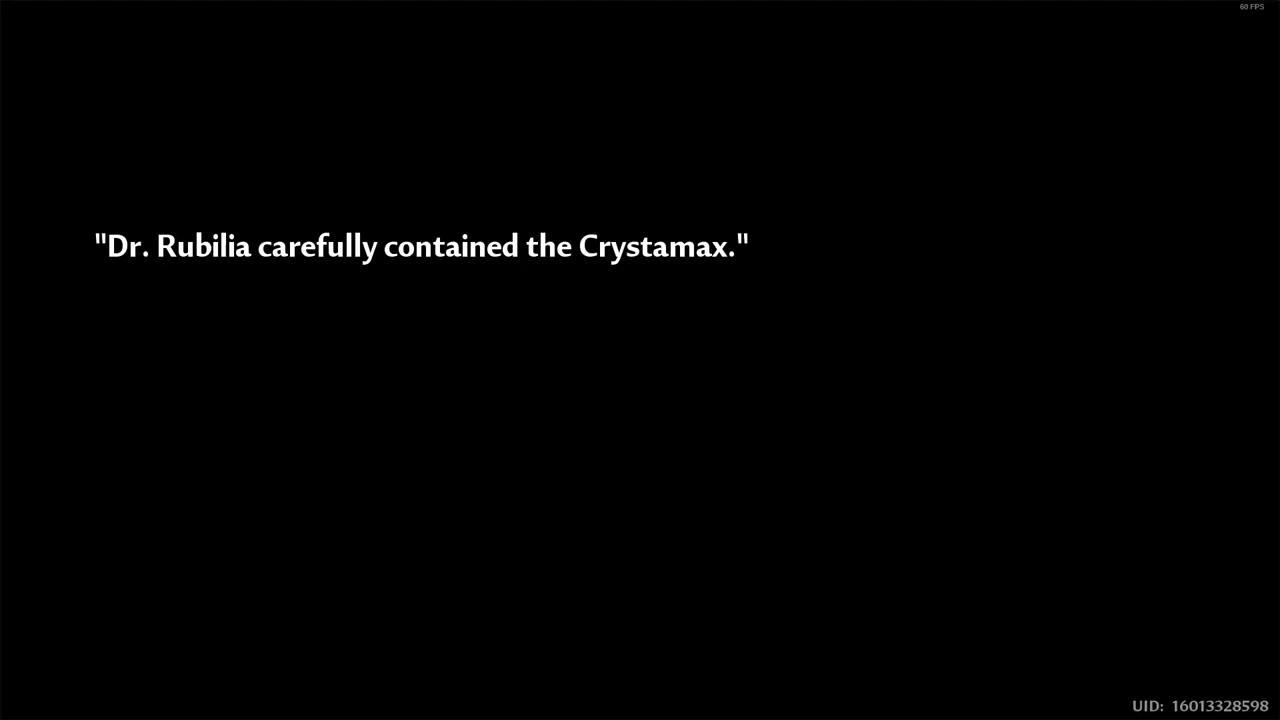 60 FPS
"Dr. Rubilia carefully contained the Crystamax."
UID: 16013328598